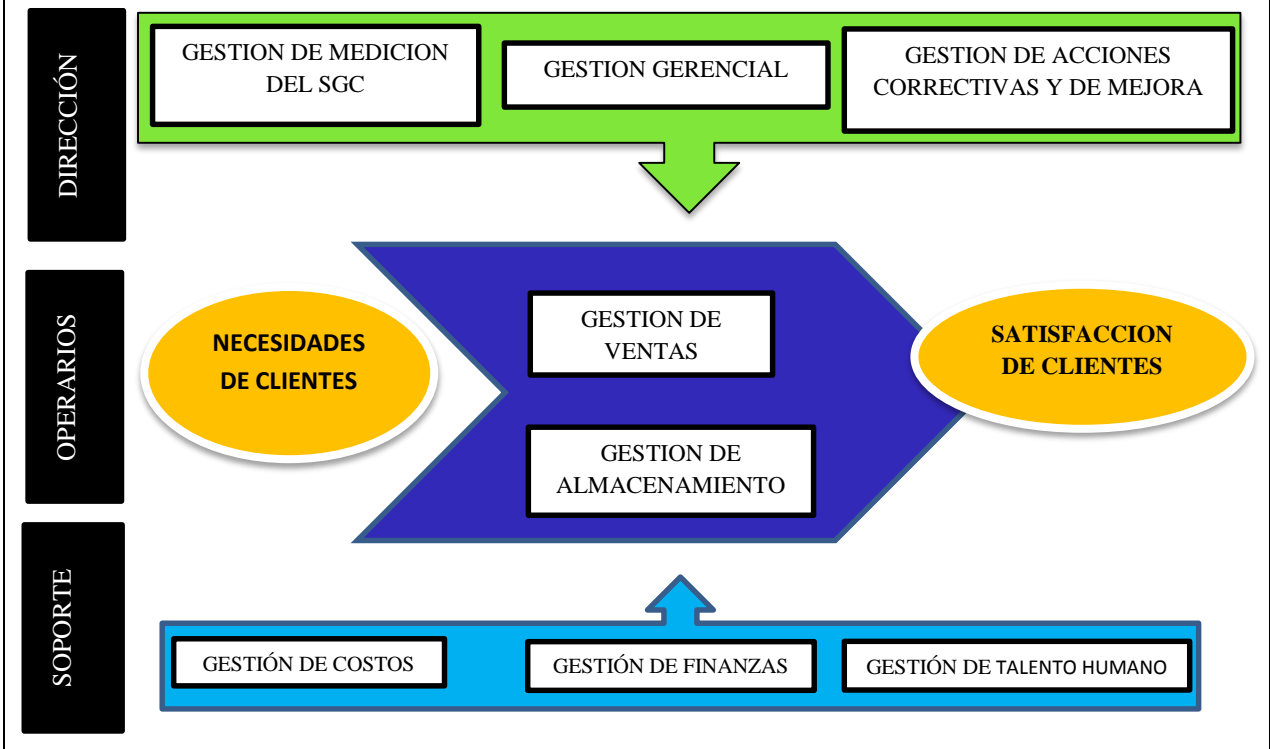 DIRECCIÓN
GESTION DE MEDICION
DEL SGC
GESTION GERENCIAL
GESTION DE ACCIONES
CORRECTIVAS Y DE MEJORA
OPERARIOS
NECESIDADES
DE CLIENTES
GESTION DE
VENTAS
GESTION DE
ALMACENAMIENTO
SATISFACCION
DE CLIENTES
SOPORTE
GESTIÓN DE COSTOS
GESTIÓN DE FINANZAS
GESTIÓN DE TALENTO HUMANO